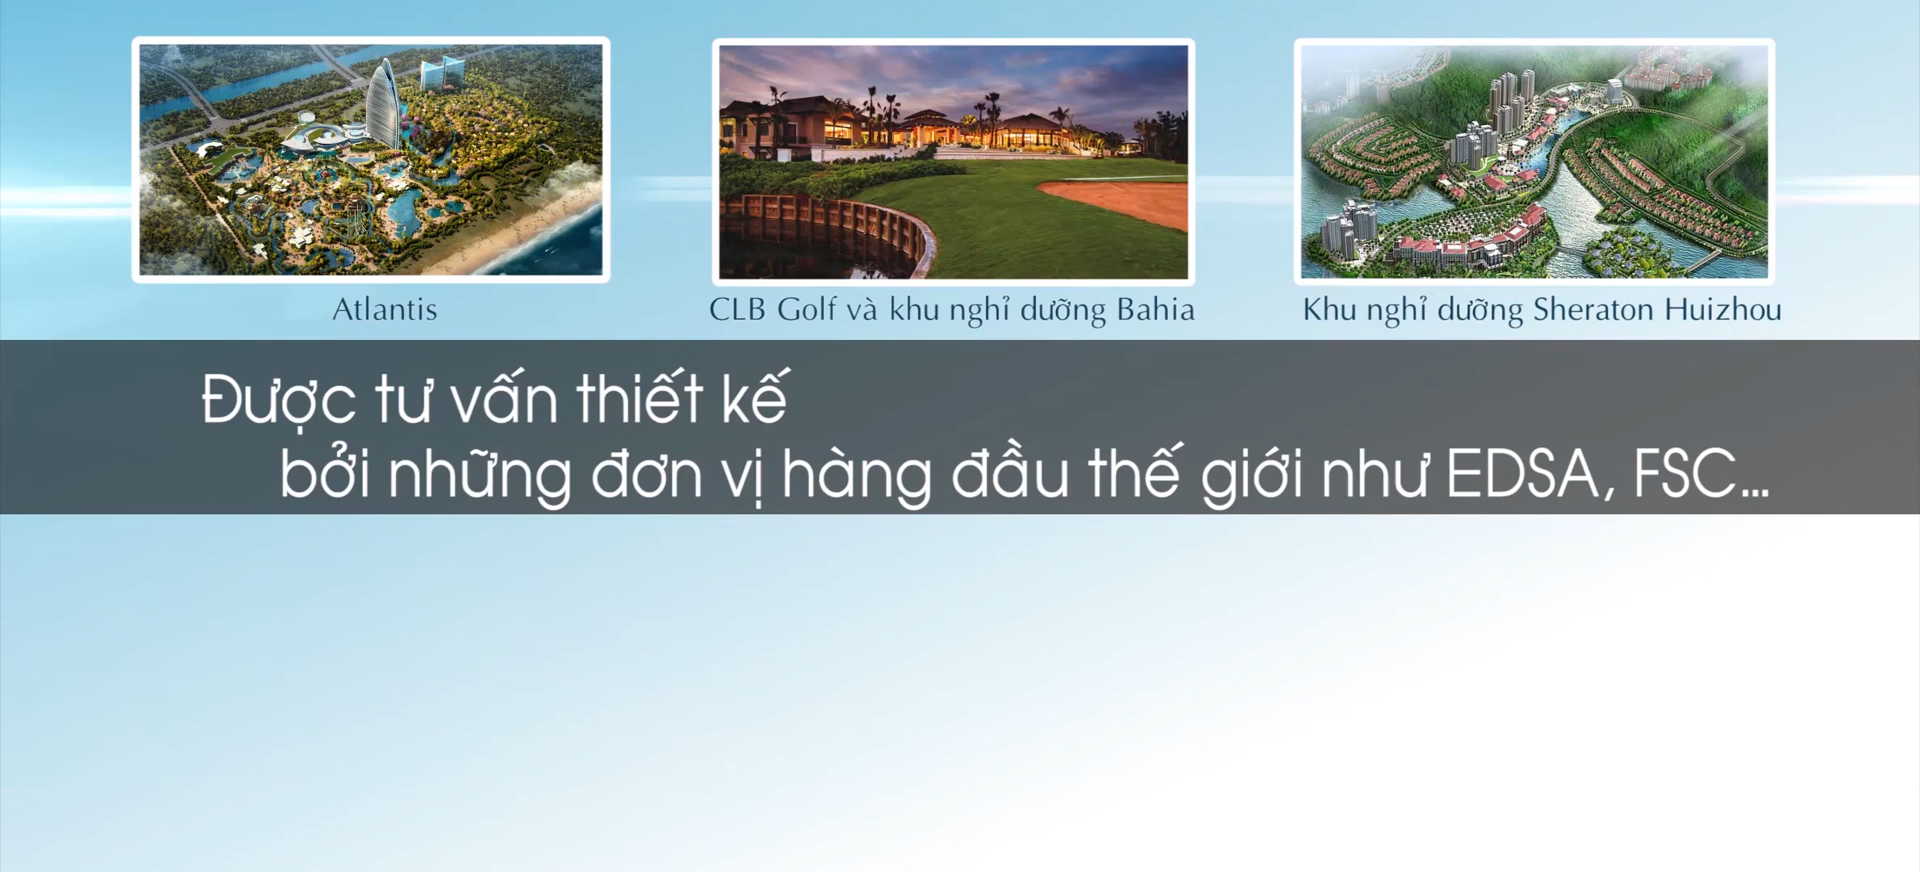 Atlantis
CLB Golf và khu nghỉ dưỡng Bahia
Khu nghỉ dưỡng Sheraton Huizhou
Được tư vấn thiết kế
bởi những đơn vị hàng đầu thế giới như EDSA, FSC...